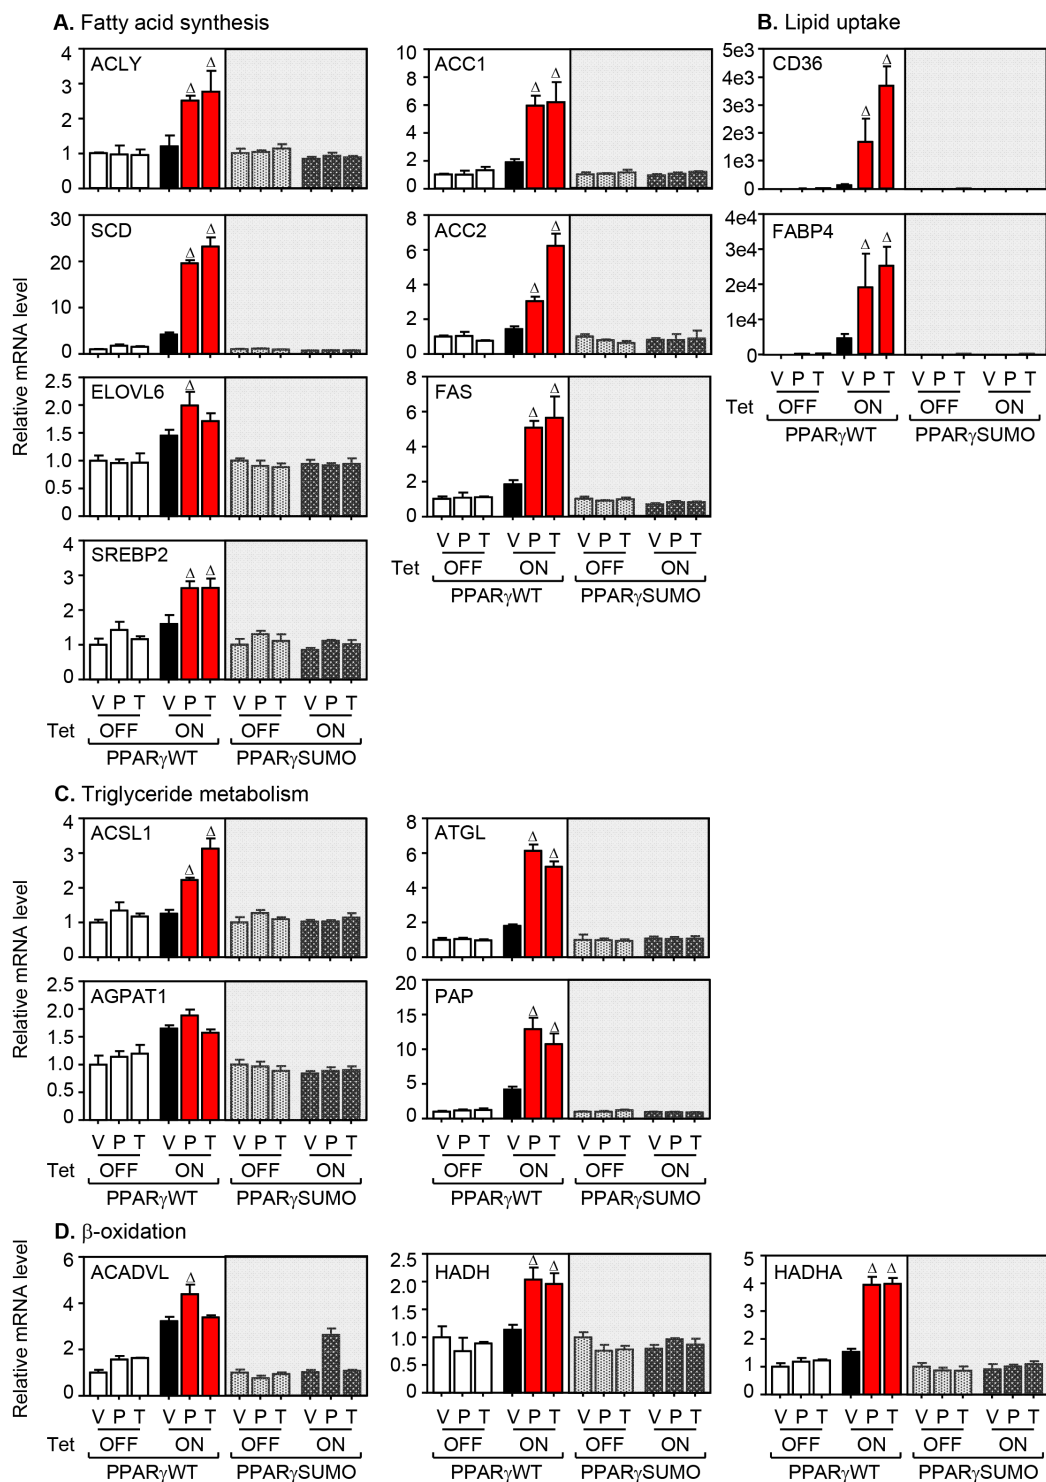 A. Fatty acid synthesis
B. Lipid uptake
Relative mRNA level
ACLY
4
3
2
1
0
Δ Δ
ACC1
10
8
6
4
2
0
Δ Δ
CD36
5e3
4e3
3e3
2e3
1e3
0
Δ Δ
SCD
30
20
10
0
Δ Δ
ACC2
8
6
4
2
0
Δ Δ
FABP4
4e4
3e4
2e4
1e4
0
Δ Δ
V P T V P T V P T V P T
Tet OFF ON OFF ON
PPARγWT PPARγSUMO
ELOVL6
2.5
2.0
1.5
1.0
0.5
0
Δ
FAS
8
6
4
2
0
Δ Δ
V P T V P T V P T V P T
Tet OFF ON OFF ON
PPARγWT PPARγSUMO
SREBP2
4
3
2
1
0
Δ Δ
V P T V P T V P T V P T
Tet OFF ON OFF ON
PPARγWT PPARγSUMO
C. Triglyceride metabolism
Relative mRNA level
ACSL1
4
3
2
1
0
Δ Δ
ATGL
8
6
4
2
0
Δ Δ
AGPAT1
2.5
2.0
1.5
1.0
0.5
0
PAP
20
15
10
5
0
Δ Δ
V P T V P T V P T V P T
V P T V P T V P T V P T
Tet OFF ON OFF ON
OFF ON OFF ON
PPARγWT PPARγSUMO
PPARγWT PPARγSUMO
D. β-oxidation
Relative mRNA level
ACADVL
6
4
2
0
Δ
HADH
2.5
2.0
1.5
1.0
0.5
0
Δ Δ
HADHA
5
4
3
2
1
0
Δ Δ
V P T V P T V P T V P T
V P T V P T V P T V P T
V P T V P T V P T V P T
Tet OFF ON OFF ON
OFF ON OFF ON
OFF ON OFF ON
PPARγWT PPARγSUMO
PPARγWT PPARγSUMO
PPARγWT PPARγSUMO